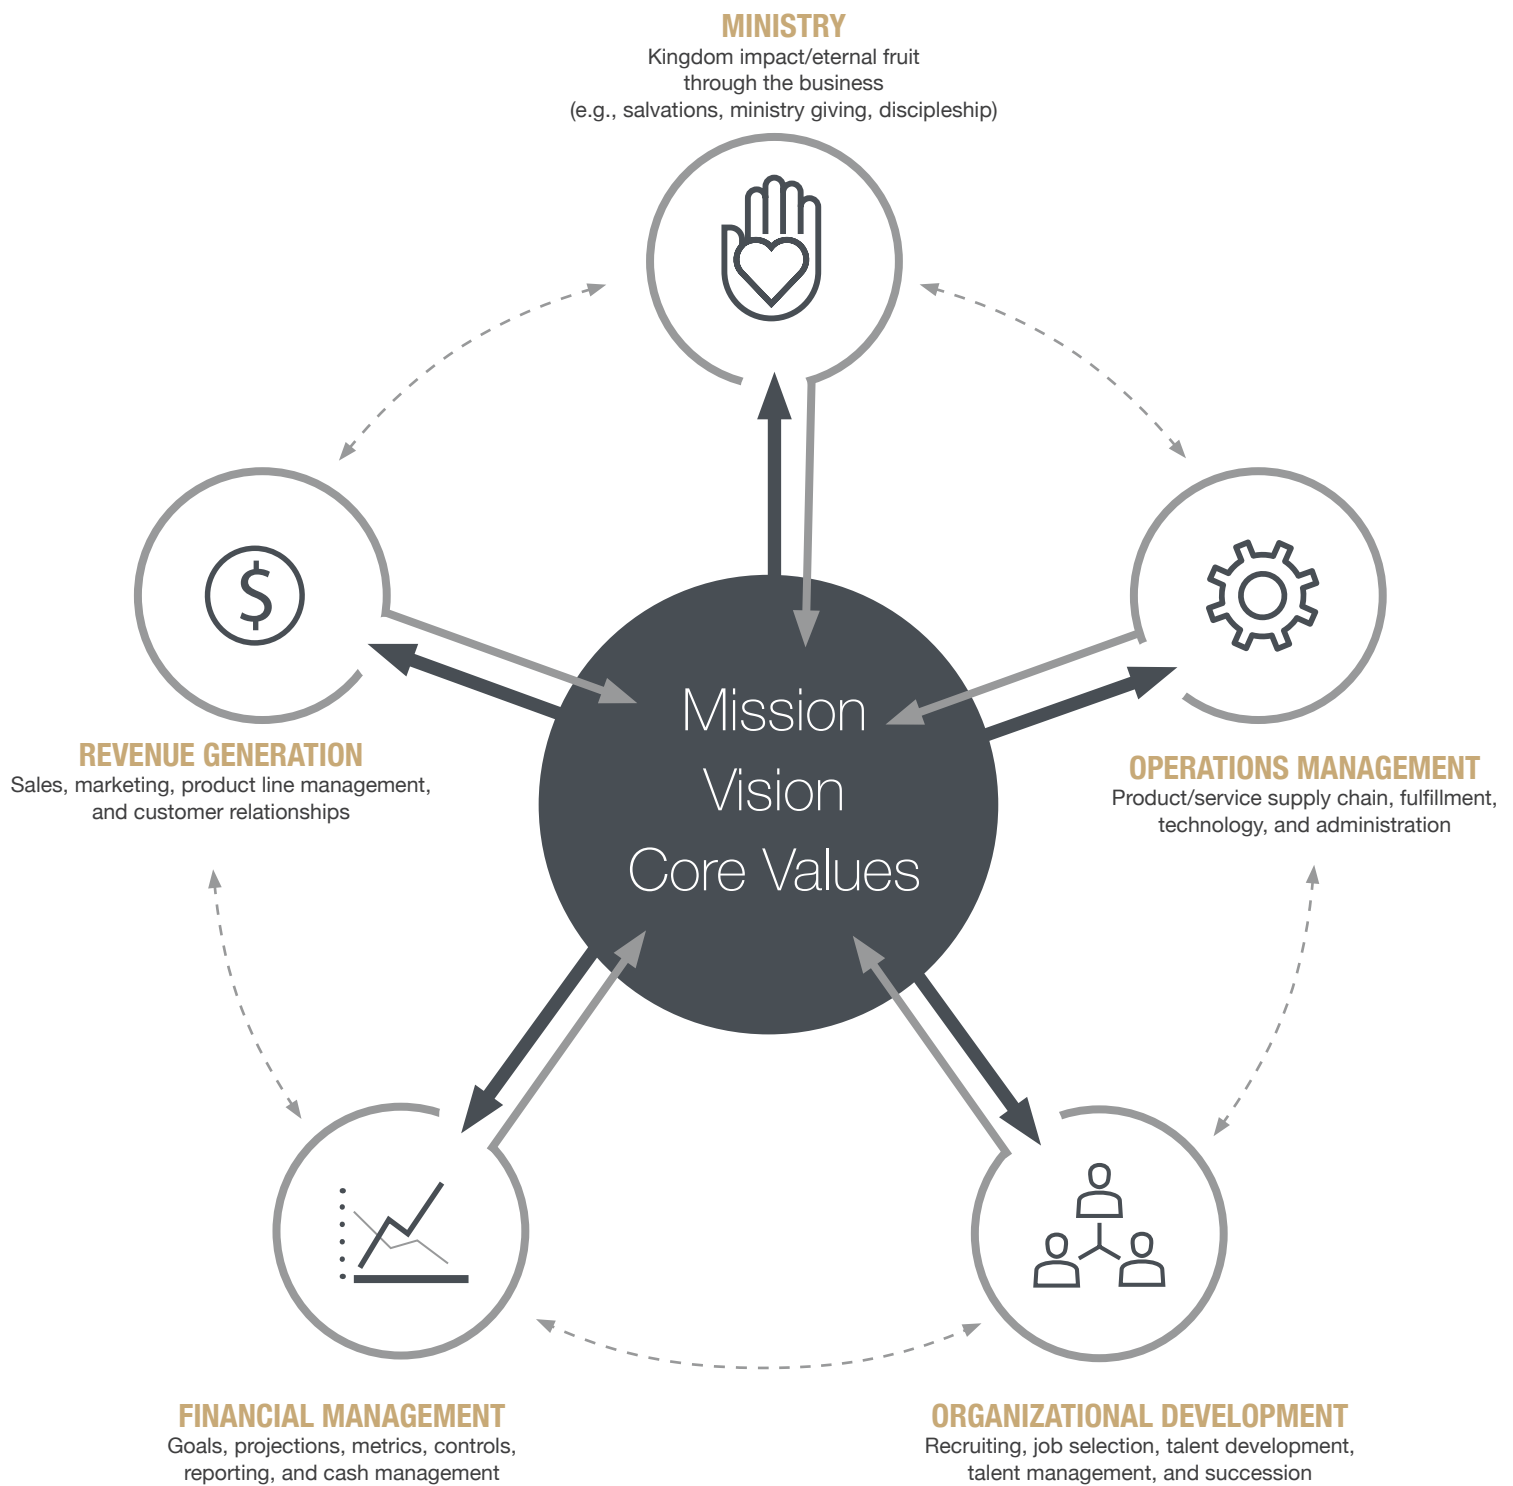 MINISTRY
Kingdom impact/eternal fruit
through the business
(e.g., salvations, ministry giving, discipleship)
$
REVENUE GENERATION
Sales, marketing, product line management,
and customer relationships
Mission
Vision
Core Values
OPERATIONS MANAGEMENT
Product/service supply chain, fulfillment,
technology, and administration
FINANCIAL MANAGEMENT
Goals, projections, metrics, controls,
reporting, and cash management
ORGANIZATIONAL DEVELOPMENT
Recruiting, job selection, talent development,
talent management, and succession